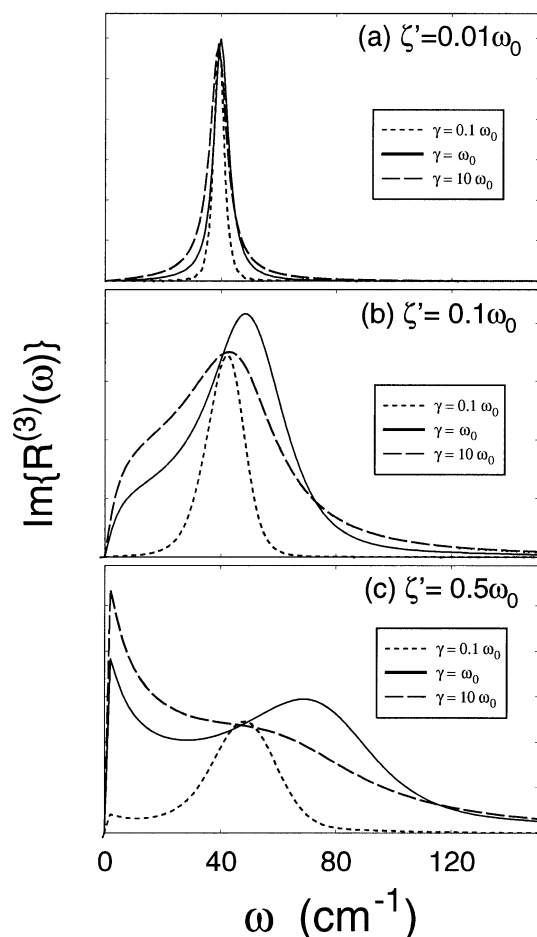 (a) ζ'=0.01ω₀
γ = 0.1 ω₀
γ = ω₀
γ = 10 ω₀
(b) ζ'= 0.1ω₀
γ = 0.1 ω₀
γ = ω₀
γ = 10 ω₀
Im{R⁽³⁾(ω)}
(c) ζ'= 0.5ω₀
γ = 0.1 ω₀
γ = ω₀
γ = 10 ω₀
0 40 80 120
ω (cm⁻¹)